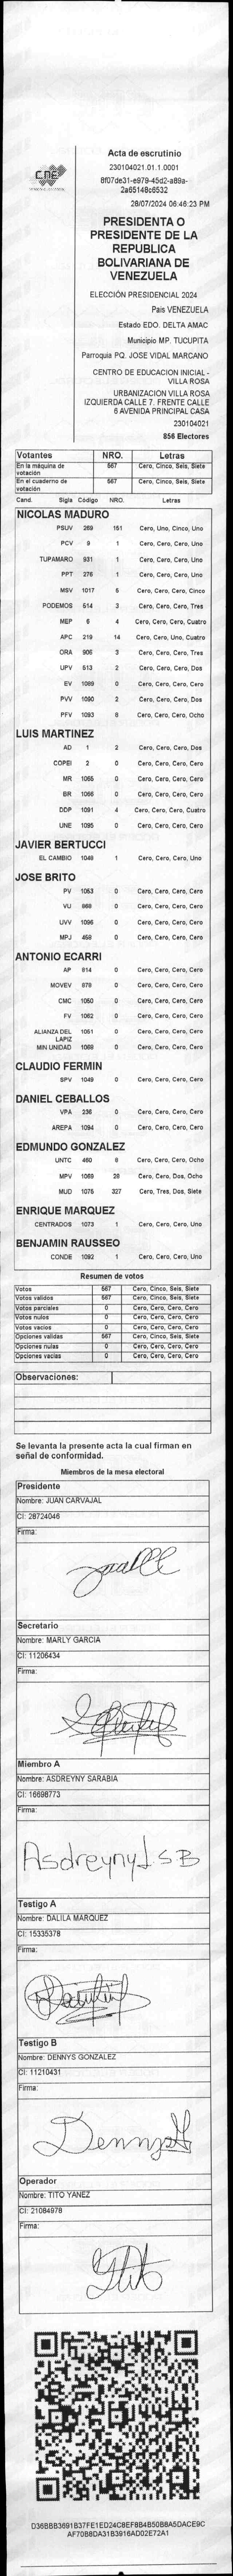 CNE
Acta de escrutinio
230104021.01.1.0001
8f07de31-e979-45d2-a89a-
2a65148c6532
28/07/2024 06:46:23 PM
PRESIDENTA O
PRESIDENTE DE LA
REPUBLICA
BOLIVARIANA DE
VENEZUELA
ELECCIÓN PRESIDENCIAL 2024
Pais VENEZUELA
Estado EDO. DELTA AMAC
Municipio MP. TUCUPITA
Parroquia PQ. JOSE VIDAL MARCANO
CENTRO DE EDUCACION INICIAL -
VILLA ROSA
URBANIZACION VILLA ROSA
IZQUIERDA CALLE 7. FRENTE CALLE
6 AVENIDA PRINCIPAL CASA
230104021
856 Electores
Votantes NRO. Letras
En la máquina de votación 567 Cero, Cinco, Seis, Siete
En el cuaderno de votación 567 Cero, Cinco, Seis, Siete
Cand. Sigla Código NRO. Letras
NICOLAS MADURO
PSUV 269 151 Cero, Uno, Cinco, Uno
PCV 9 1 Cero, Cero, Cero, Uno
TUPAMARO 931 1 Cero, Cero, Cero, Uno
PPT 276 1 Cero, Cero, Cero, Uno
MSV 1017 5 Cero, Cero, Cero, Cinco
PODEMOS 514 3 Cero, Cero, Cero, Tres
MEP 6 4 Cero, Cero, Cero, Cuatro
APC 219 14 Cero, Cero, Uno, Cuatro
ORA 906 3 Cero, Cero, Cero, Tres
UPV 513 2 Cero, Cero, Cero, Dos
EV 1089 0 Cero, Cero, Cero, Cero
PVV 1090 2 Cero, Cero, Cero, Dos
PFV 1093 8 Cero, Cero, Cero, Ocho
LUIS MARTINEZ
AD 1 2 Cero, Cero, Cero, Dos
COPEI 2 0 Cero, Cero, Cero, Cero
MR 1065 0 Cero, Cero, Cero, Cero
BR 1066 0 Cero, Cero, Cero, Cero
DDP 1091 4 Cero, Cero, Cero, Cuatro
UNE 1095 0 Cero, Cero, Cero, Cero
JAVIER BERTUCCI
EL CAMBIO 1048 1 Cero, Cero, Cero, Uno
JOSE BRITO
PV 1053 0 Cero, Cero, Cero, Cero
VU 868 0 Cero, Cero, Cero, Cero
UVV 1096 0 Cero, Cero, Cero, Cero
MPJ 458 0 Cero, Cero, Cero, Cero
ANTONIO ECARRI
AP 814 0 Cero, Cero, Cero, Cero
MOVEV 878 0 Cero, Cero, Cero, Cero
CMC 1050 0 Cero, Cero, Cero, Cero
FV 1062 0 Cero, Cero, Cero, Cero
ALIANZA DEL LAPIZ 1051 0 Cero, Cero, Cero, Cero
MIN UNIDAD 1068 0 Cero, Cero, Cero, Cero
CLAUDIO FERMIN
SPV 1049 0 Cero, Cero, Cero, Cero
DANIEL CEBALLOS
VPA 236 0 Cero, Cero, Cero, Cero
AREPA 1094 0 Cero, Cero, Cero, Cero
EDMUNDO GONZALEZ
UNTC 460 8 Cero, Cero, Cero, Ocho
MPV 1069 28 Cero, Cero, Dos, Ocho
MUD 1075 327 Cero, Tres, Dos, Siete
ENRIQUE MARQUEZ
CENTRADOS 1073 1 Cero, Cero, Cero, Uno
BENJAMIN RAUSSEO
CONDE 1092 1 Cero, Cero, Cero, Uno
Resumen de votos
Votos 567 Cero, Cinco, Seis, Siete
Votos validos 567 Cero, Cinco, Seis, Siete
Votos parciales 0 Cero, Cero, Cero, Cero
Votos nulos 0 Cero, Cero, Cero, Cero
Votos vacios 0 Cero, Cero, Cero, Cero
Opciones validas 567 Cero, Cinco, Seis, Siete
Opciones nulas 0 Cero, Cero, Cero, Cero
Opciones vacias 0 Cero, Cero, Cero, Cero
Observaciones:
Se levanta la presente acta la cual firman en
señal de conformidad.
Miembros de la mesa electoral
Presidente
Nombre: JUAN CARVAJAL
CI: 28724046
Firma:
Secretario
Nombre: MARLY GARCIA
CI: 11206434
Firma:
Miembro A
Nombre: ASDREYNY SARABIA
CI: 16698773
Firma:
Asdreyny J. S B
Testigo A
Nombre: DALILA MARQUEZ
CI: 15335378
Firma:
Testigo B
Nombre: DENNYS GONZALEZ
CI: 11210431
Firma:
Operador
Nombre: TITO YANEZ
CI: 21084978
Firma:
D36BBB3691B37FE1ED24C8EF8B4B50B8A5DACE9C
AF70B8DA31B3916AD02E72A1